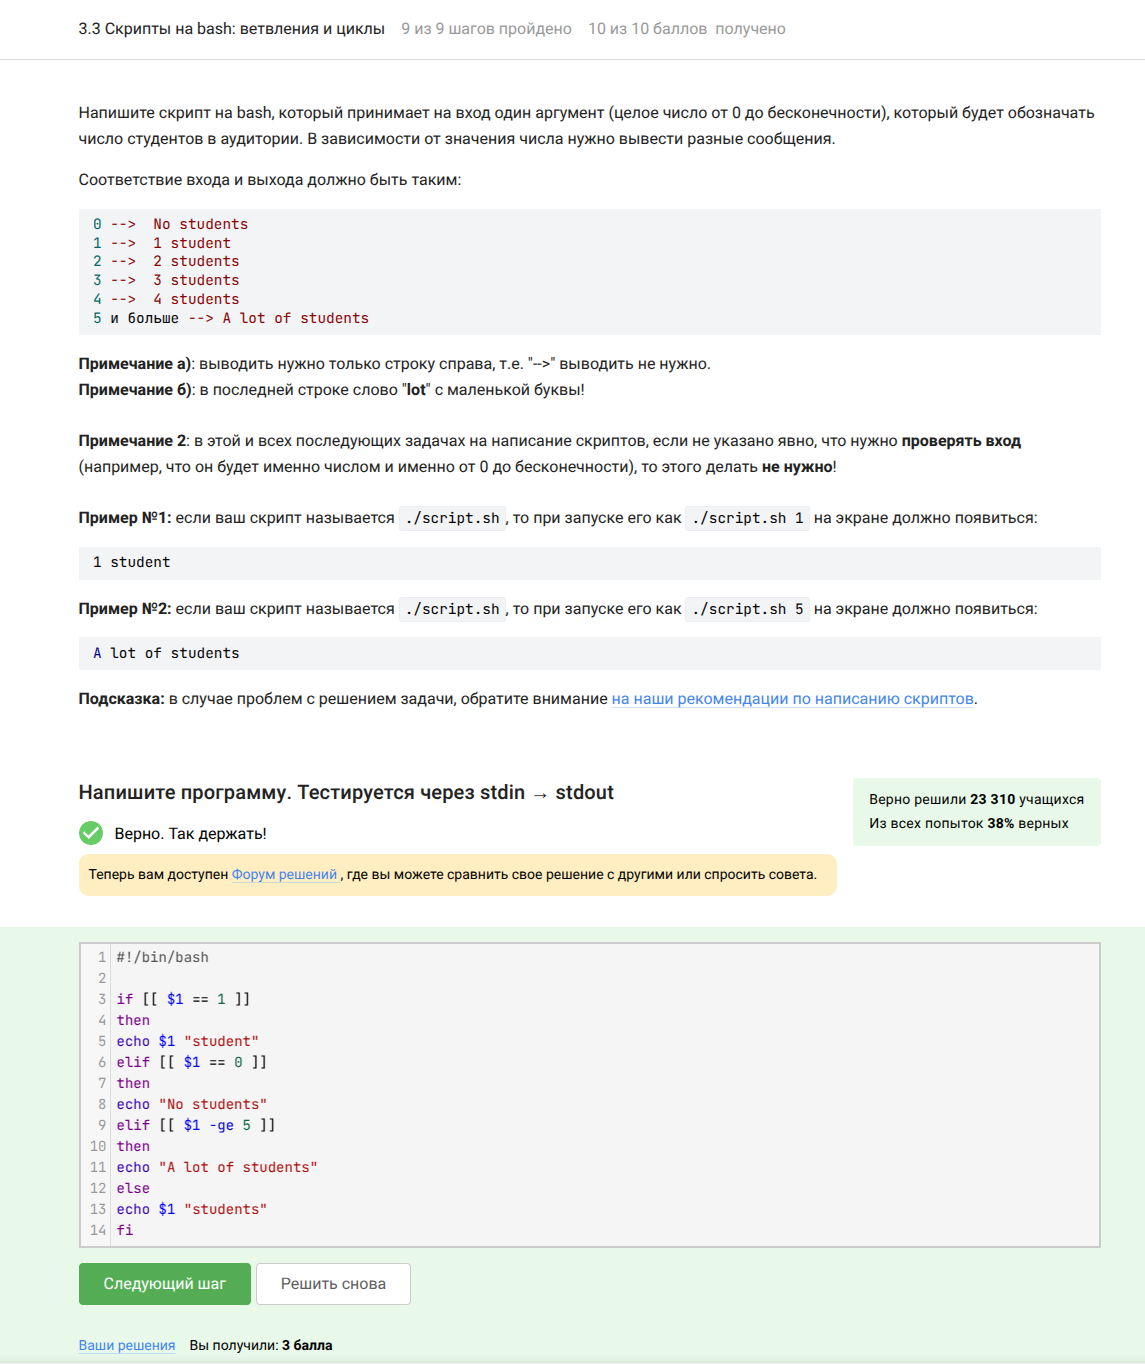 3.3 Скрипты на bash: ветвления и циклы 9 из 9 шагов пройдено 10 из 10 баллов получено
Напишите скрипт на bash, который принимает на вход один аргумент (целое число от 0 до бесконечности), который будет обозначать
число студентов в аудитории. В зависимости от значения числа нужно вывести разные сообщения.
Соответствие входа и выхода должно быть таким:
0 --> No students
1 --> 1 student
2 --> 2 students
3 --> 3 students
4 --> 4 students
5 и больше --> A lot of students
Примечание а): выводить нужно только строку справа, т.е. "-->" выводить не нужно.
Примечание б): в последней строке слово "lot" с маленькой буквы!
Примечание 2: в этой и всех последующих задачах на написание скриптов, если не указано явно, что нужно проверять вход
(например, что он будет именно числом и именно от 0 до бесконечности), то этого делать не нужно!
Пример №1: если ваш скрипт называется ./script.sh, то при запуске его как ./script.sh 1 на экране должно появиться:
1 student
Пример №2: если ваш скрипт называется ./script.sh, то при запуске его как ./script.sh 5 на экране должно появиться:
A lot of students
Подсказка: в случае проблем с решением задачи, обратите внимание на наши рекомендации по написанию скриптов.
Напишите программу. Тестируется через stdin → stdout
Верно решили 23 310 учащихся
Из всех попыток 38% верных
Верно. Так держать!
Теперь вам доступен Форум решений , где вы можете сравнить свое решение с другими или спросить совета.
1 #!/bin/bash
2
3 if [[ $1 == 1 ]]
4 then
5 echo $1 "student"
6 elif [[ $1 == 0 ]]
7 then
8 echo "No students"
9 elif [[ $1 -ge 5 ]]
10 then
11 echo "A lot of students"
12 else
13 echo $1 "students"
14 fi
Следующий шаг Решить снова
Ваши решения Вы получили: 3 балла